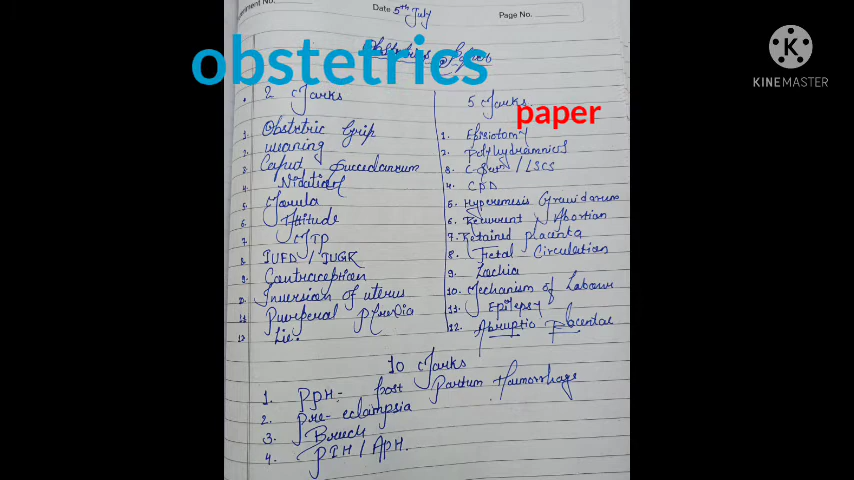 Date 5th July
Page No.
obstetrics
paper
KINEMASTER
2 Marks
1. Obstetric Grip
2. weaning
3. Caput Succedaneum
4. Nidation
5. Morula
6. Attitude
7. MTP
8. IUFD / IUGR
9. Contraception
10. Inversion of uterus
11. Puerperal Pyrexia
12. Lie.
5 Marks
1. Episiotomy
2. Polyhydramnios
3. / LSCS
4. CPD
5. Hyperemesis Gravidarum
6. Recurrent Abortion
7. Retained placenta
8. Fetal Circulation
9. Lochia
10. Mechanism of Labour
11. Epilepsy
12. Abruptio Placentae
10 Marks
1. PPH - Post Partum Haemorrhage
2. Pre-eclampsia
3. Breech
4. PIH / APH.